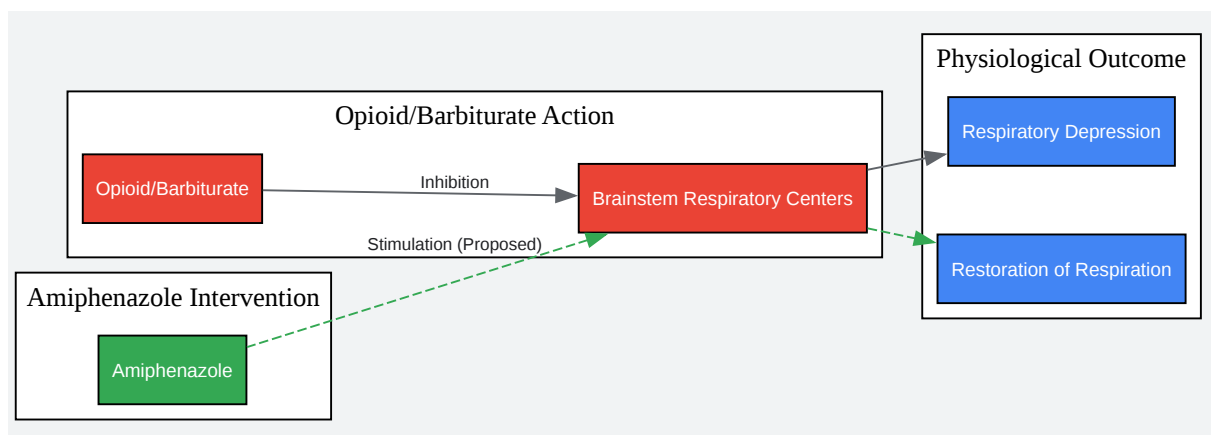 Physiological Outcome
Respiratory Depression
Restoration of Respiration
Opioid/Barbiturate Action
Opioid/Barbiturate
Inhibition
Brainstem Respiratory Centers
Stimulation (Proposed)
Amiphenazole Intervention
Amiphenazole